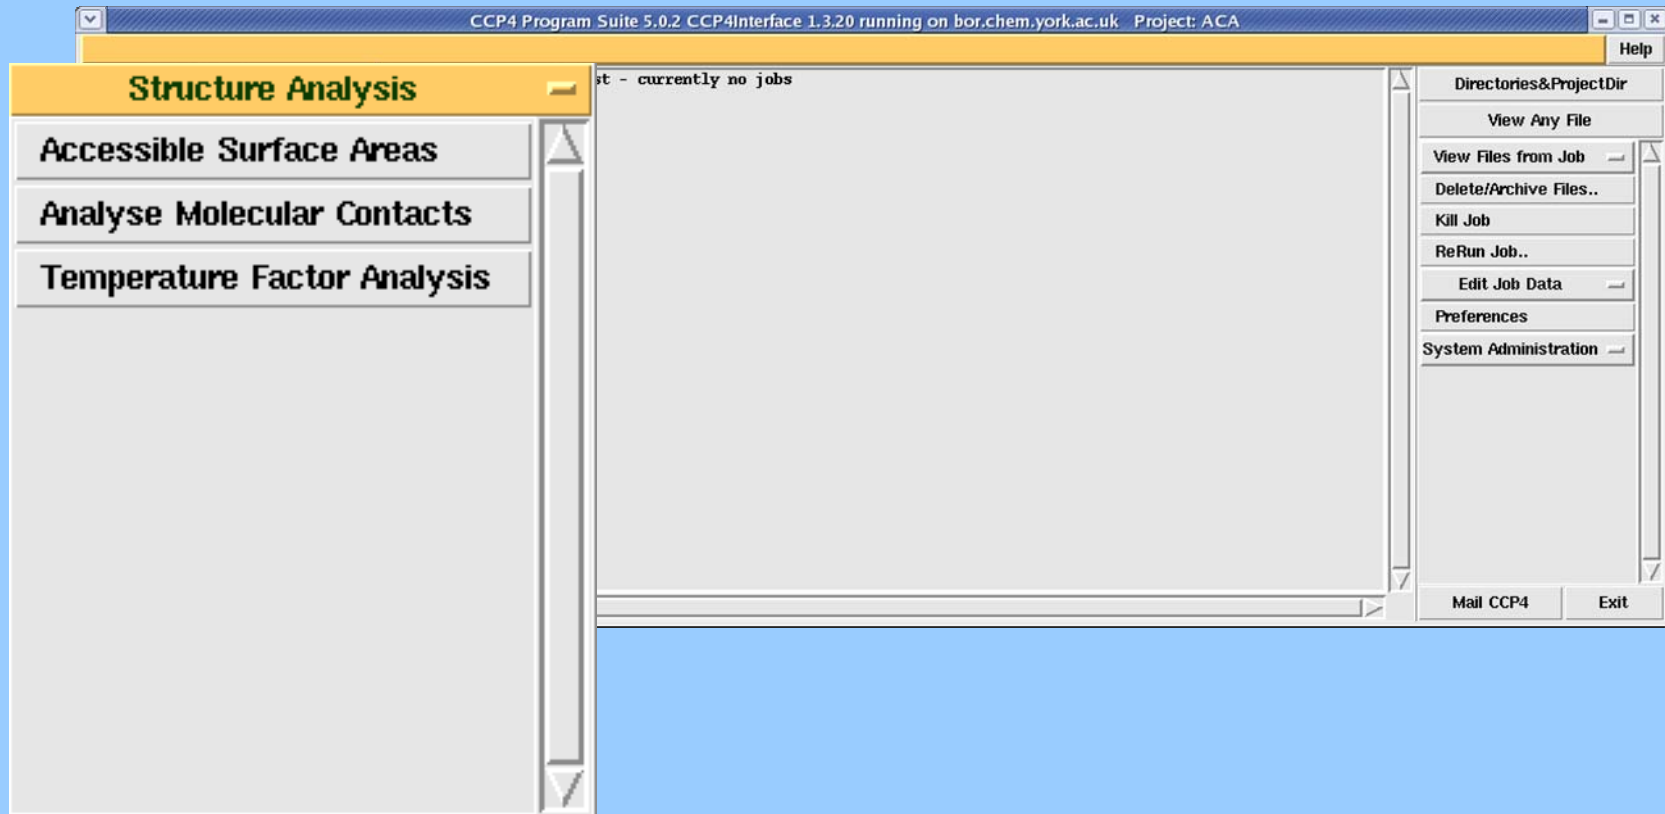 CCP4 Program Suite 5.0.2 CCP4Interface 1.3.20 running on bor.chem.york.ac.uk Project: ACA
Help
Structure Analysis
Accessible Surface Areas
Analyse Molecular Contacts
Temperature Factor Analysis
st - currently no jobs
Directories&ProjectDir
View Any File
View Files from Job
Delete/Archive Files..
Kill Job
ReRun Job..
Edit Job Data
Preferences
System Administration
Mail CCP4 Exit